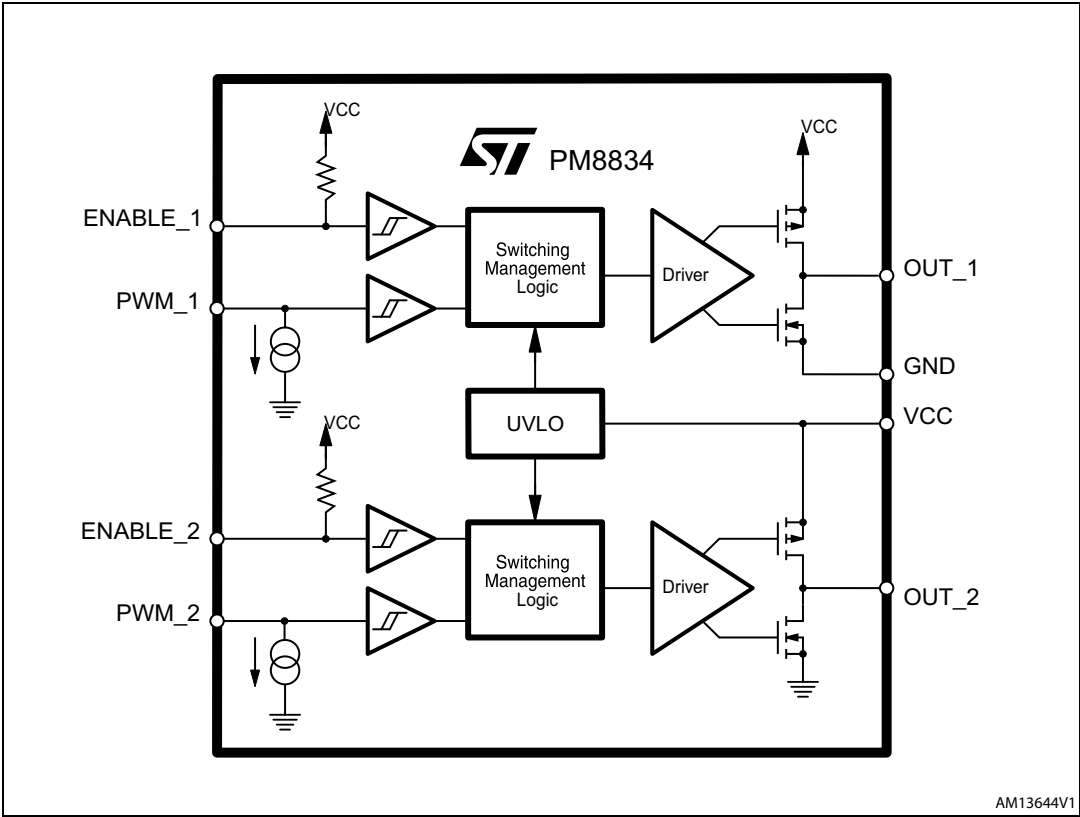 VCC
VCC
ST PM8834
ENABLE_1
Switching
Management
Logic
Driver
OUT_1
PWM_1
GND
UVLO
VCC
VCC
ENABLE_2
Switching
Management
Logic
Driver
OUT_2
PWM_2
AM13644V1